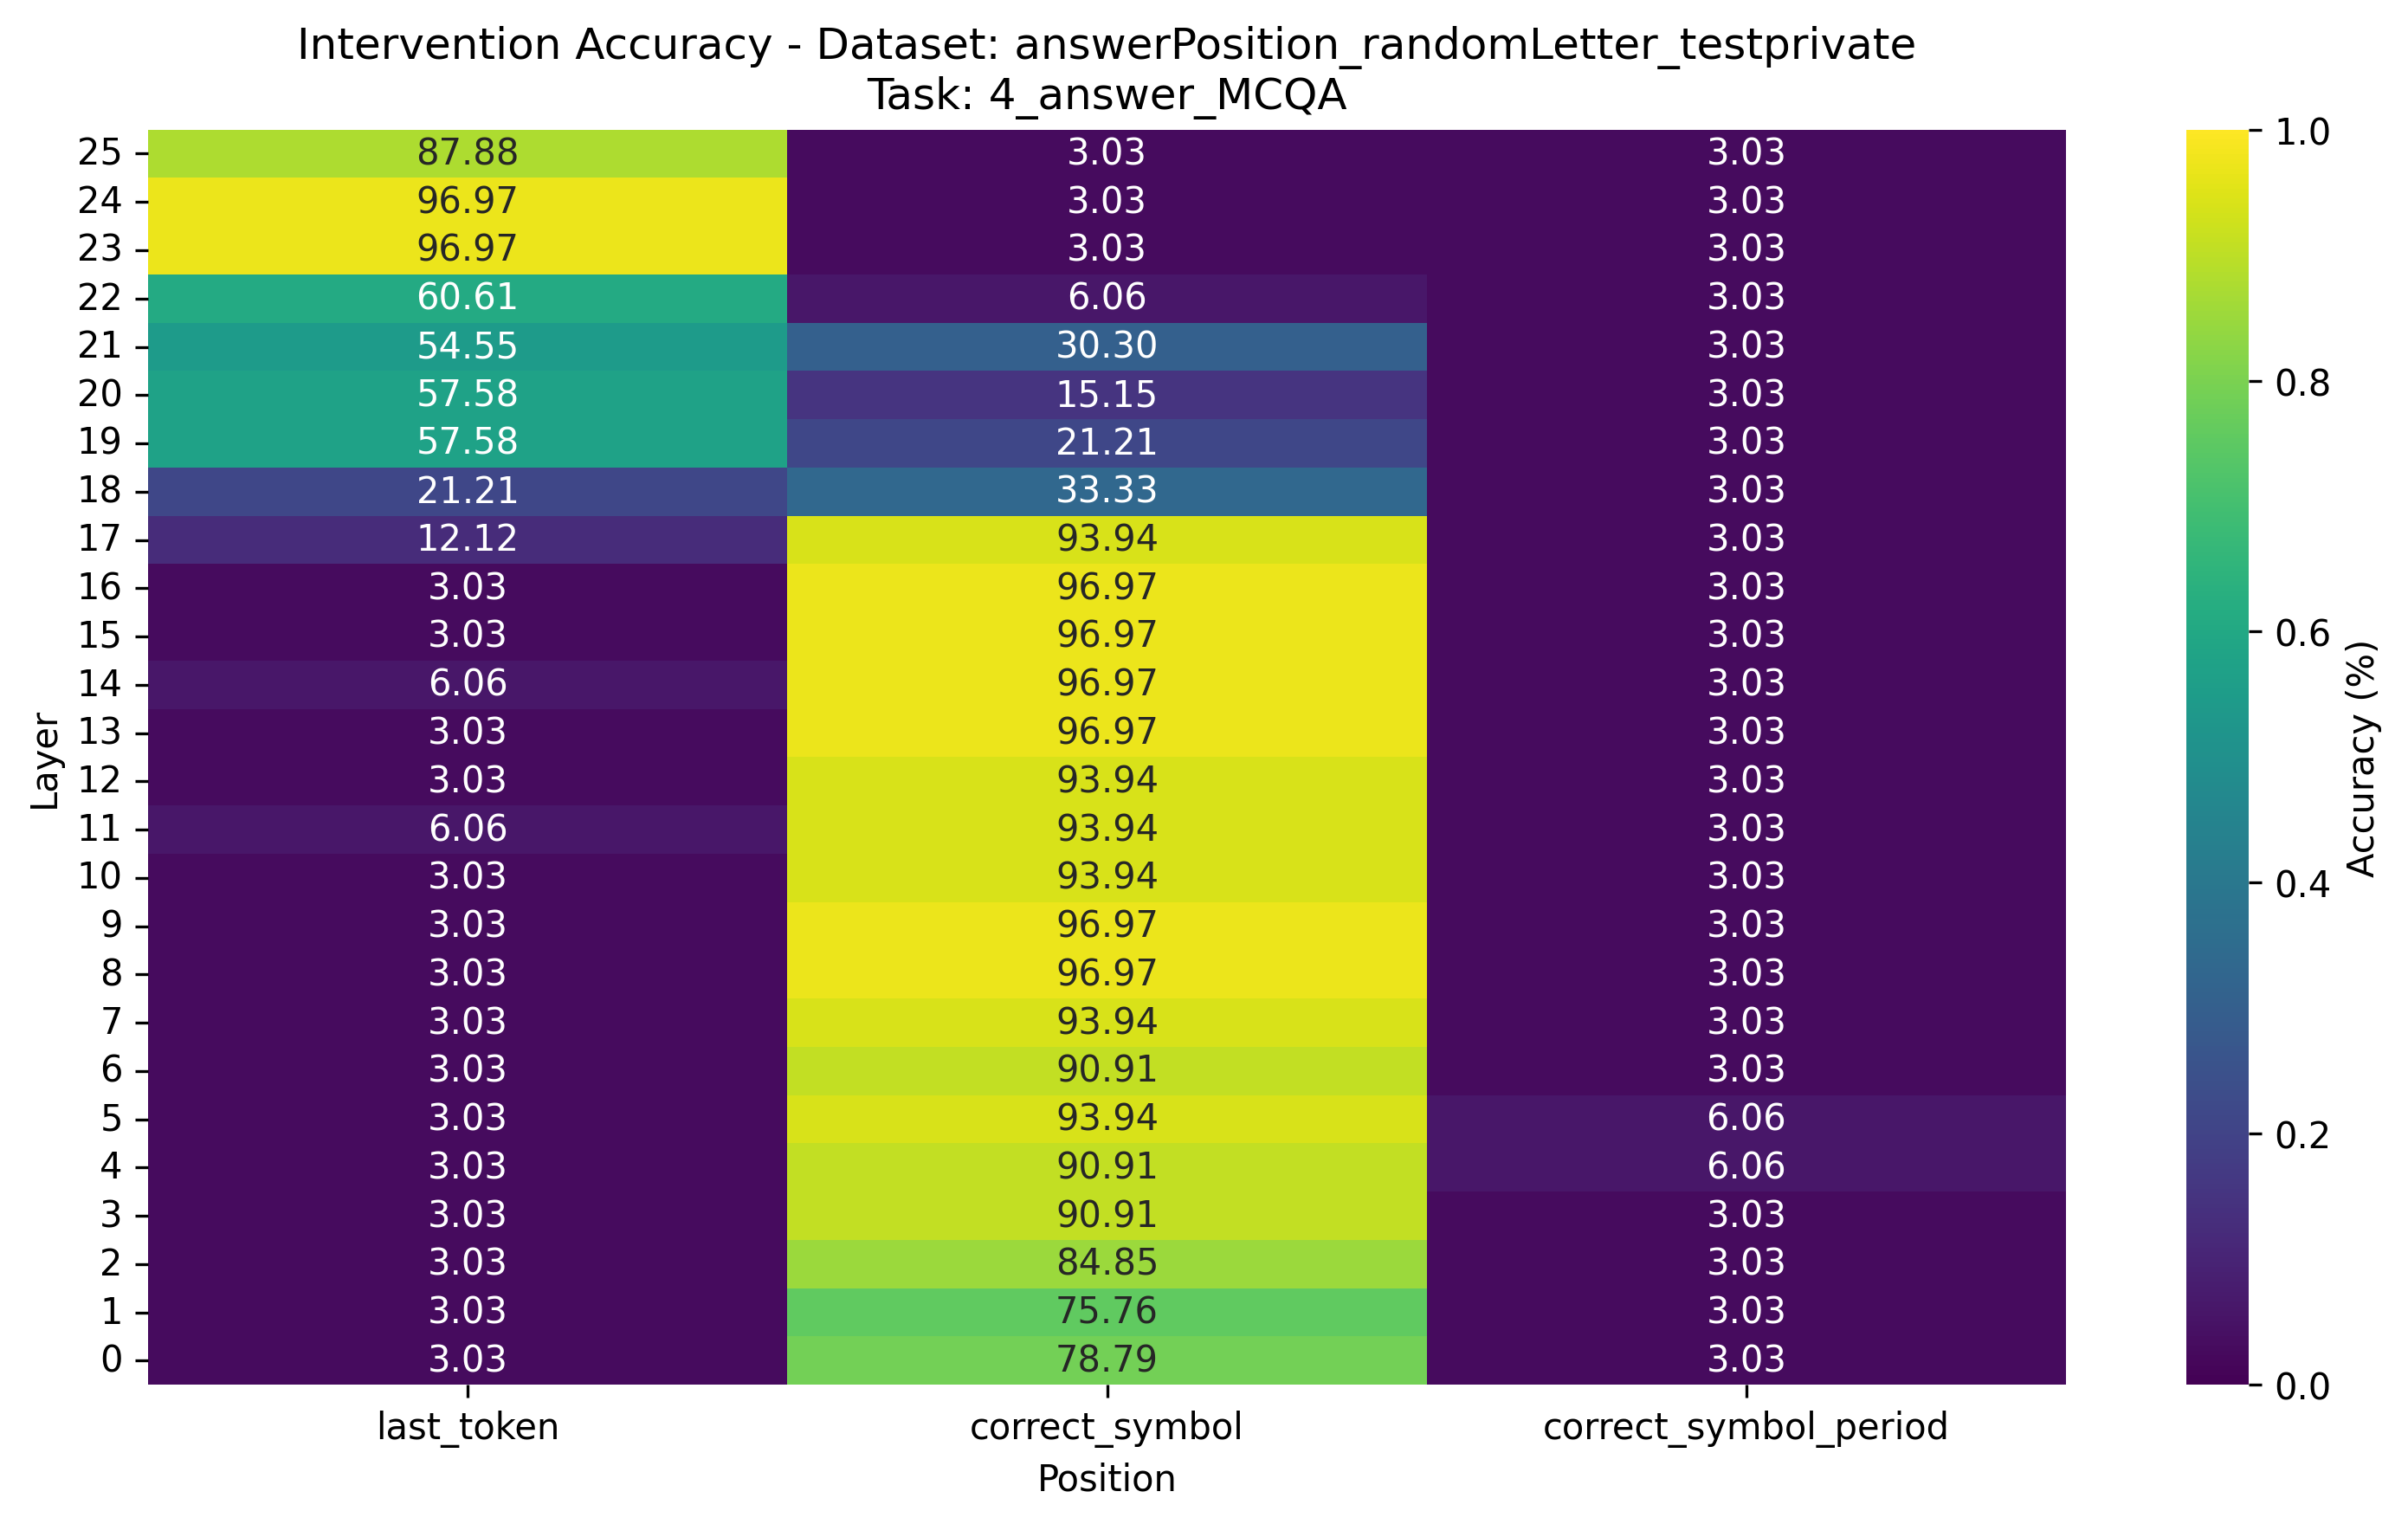 Intervention Accuracy - Dataset: answerPosition_randomLetter_testprivate
Task: 4_answer_MCQA
25 87.88 3.03 3.03 1.0
24 96.97 3.03 3.03
23 96.97 3.03 3.03
22 60.61 6.06 3.03
21 54.55 30.30 3.03
20 57.58 15.15 3.03 0.8
19 57.58 21.21 3.03
18 21.21 33.33 3.03
17 12.12 93.94 3.03
16 3.03 96.97 3.03
15 3.03 96.97 3.03 0.6
14 6.06 96.97 3.03
13 3.03 96.97 3.03
12 3.03 93.94 3.03
11 6.06 93.94 3.03
10 3.03 93.94 3.03 0.4
9 3.03 96.97 3.03
8 3.03 96.97 3.03
7 3.03 93.94 3.03
6 3.03 90.91 3.03
5 3.03 93.94 6.06 0.2
4 3.03 90.91 6.06
3 3.03 90.91 3.03
2 3.03 84.85 3.03
1 3.03 75.76 3.03
0 3.03 78.79 3.03 0.0
last_token correct_symbol correct_symbol_period
Position
Layer
Accuracy (%)